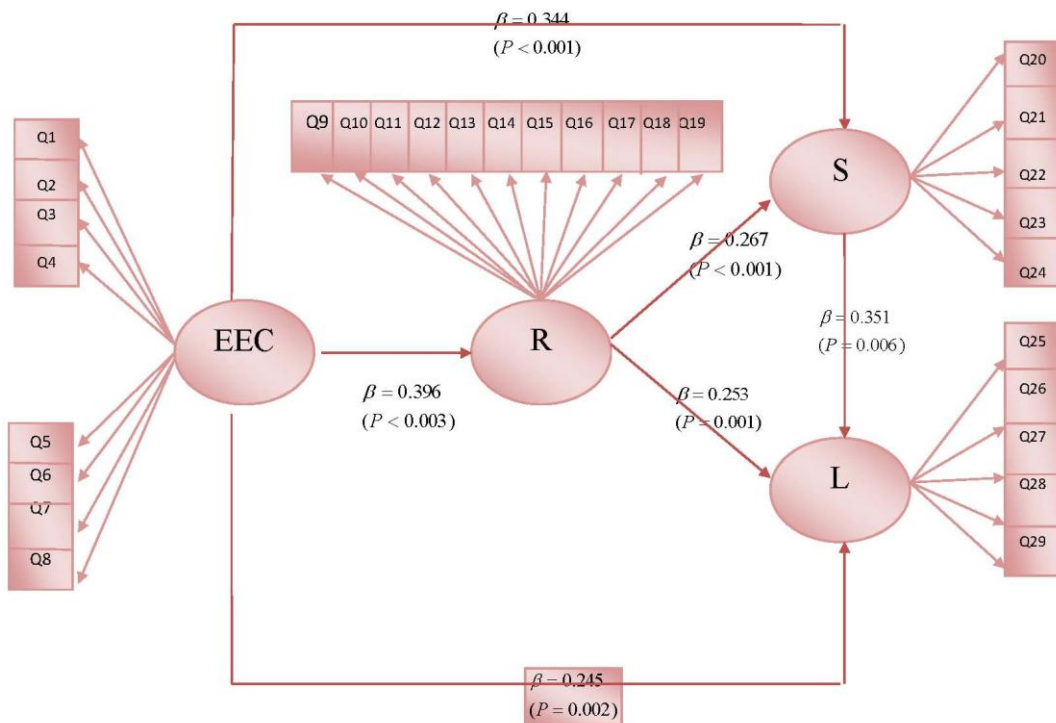 β = 0.344
(P < 0.001)
Q1
Q2
Q3
Q4
Q9
Q10
Q11
Q12
Q13
Q14
Q15
Q16
Q17
Q18
Q19
Q20
Q21
Q22
Q23
Q24
S
β = 0.267
(P < 0.001)
EEC
R
β = 0.351
(P = 0.006)
β = 0.396
(P < 0.003)
β = 0.253
(P = 0.001)
Q5
Q6
Q7
Q8
L
Q25
Q26
Q27
Q28
Q29
β = 0.245
(P = 0.002)